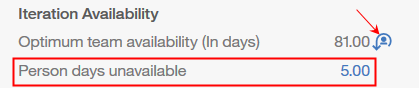 Iteration Availability
Optimum team availability (In days) 81.00
Person days unavailable 5.00